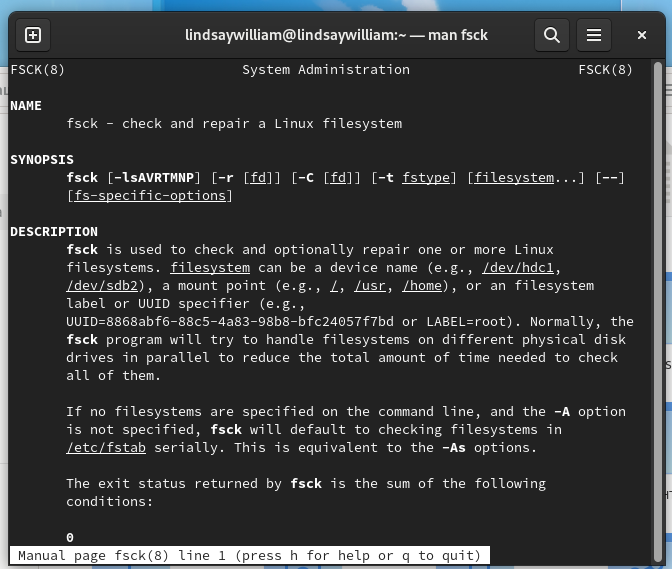 lindsaywilliam@lindsaywilliam:~ — man fsck
FSCK(8) System Administration FSCK(8)
NAME
fsck - check and repair a Linux filesystem
SYNOPSIS
fsck [-lsAVRTMNP] [-r [fd]] [-C [fd]] [-t fstype] [filesystem...] [--]
[fs-specific-options]
DESCRIPTION
fsck is used to check and optionally repair one or more Linux
filesystems. filesystem can be a device name (e.g., /dev/hdc1,
/dev/sdb2), a mount point (e.g., /, /usr, /home), or an filesystem
label or UUID specifier (e.g.,
UUID=8868abf6-88c5-4a83-98b8-bfc24057f7bd or LABEL=root). Normally, the
fsck program will try to handle filesystems on different physical disk
drives in parallel to reduce the total amount of time needed to check
all of them.
If no filesystems are specified on the command line, and the -A option
is not specified, fsck will default to checking filesystems in
/etc/fstab serially. This is equivalent to the -As options.
The exit status returned by fsck is the sum of the following
conditions:
0
Manual page fsck(8) line 1 (press h for help or q to quit)